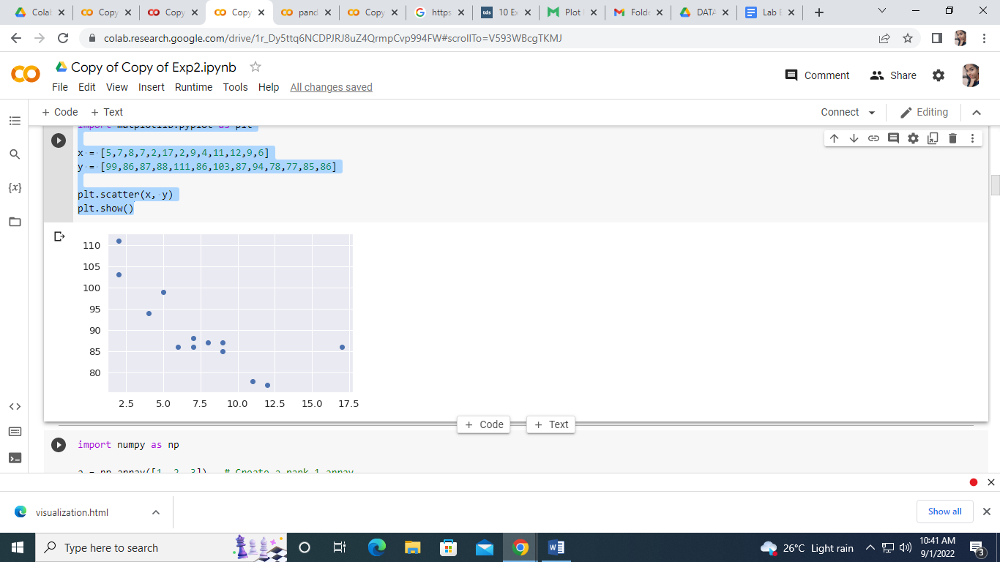 Cola
Copy
Copy
Copy
pand
Copy
https
tds
10 Ex
Plot
Folde
DATA
Lab E
colab.research.google.com/drive/1r_Dy5ttq6NCDPJRJ8uZ4QrmpCvp994FW#scrollTo=V593WBcgTKMJ
Copy of Copy of Exp2.ipynb
File Edit View Insert Runtime Tools Help All changes saved
Comment
Share
+ Code + Text
Connect
Editing
import matplotlib.pyplot as plt
x = [5,7,8,7,2,17,2,9,4,11,12,9,6]
y = [99,86,87,88,111,86,103,87,94,78,77,85,86]
plt.scatter(x, y)
plt.show()
{x}
110
105
100
95
90
85
80
2.5 5.0 7.5 10.0 12.5 15.0 17.5
+ Code
+ Text
import numpy as np
a = np.array([1, 2, 3]) # Create a rank 1 array
visualization.html
Show all
Type here to search
26°C Light rain
10:41 AM
9/1/2022
3